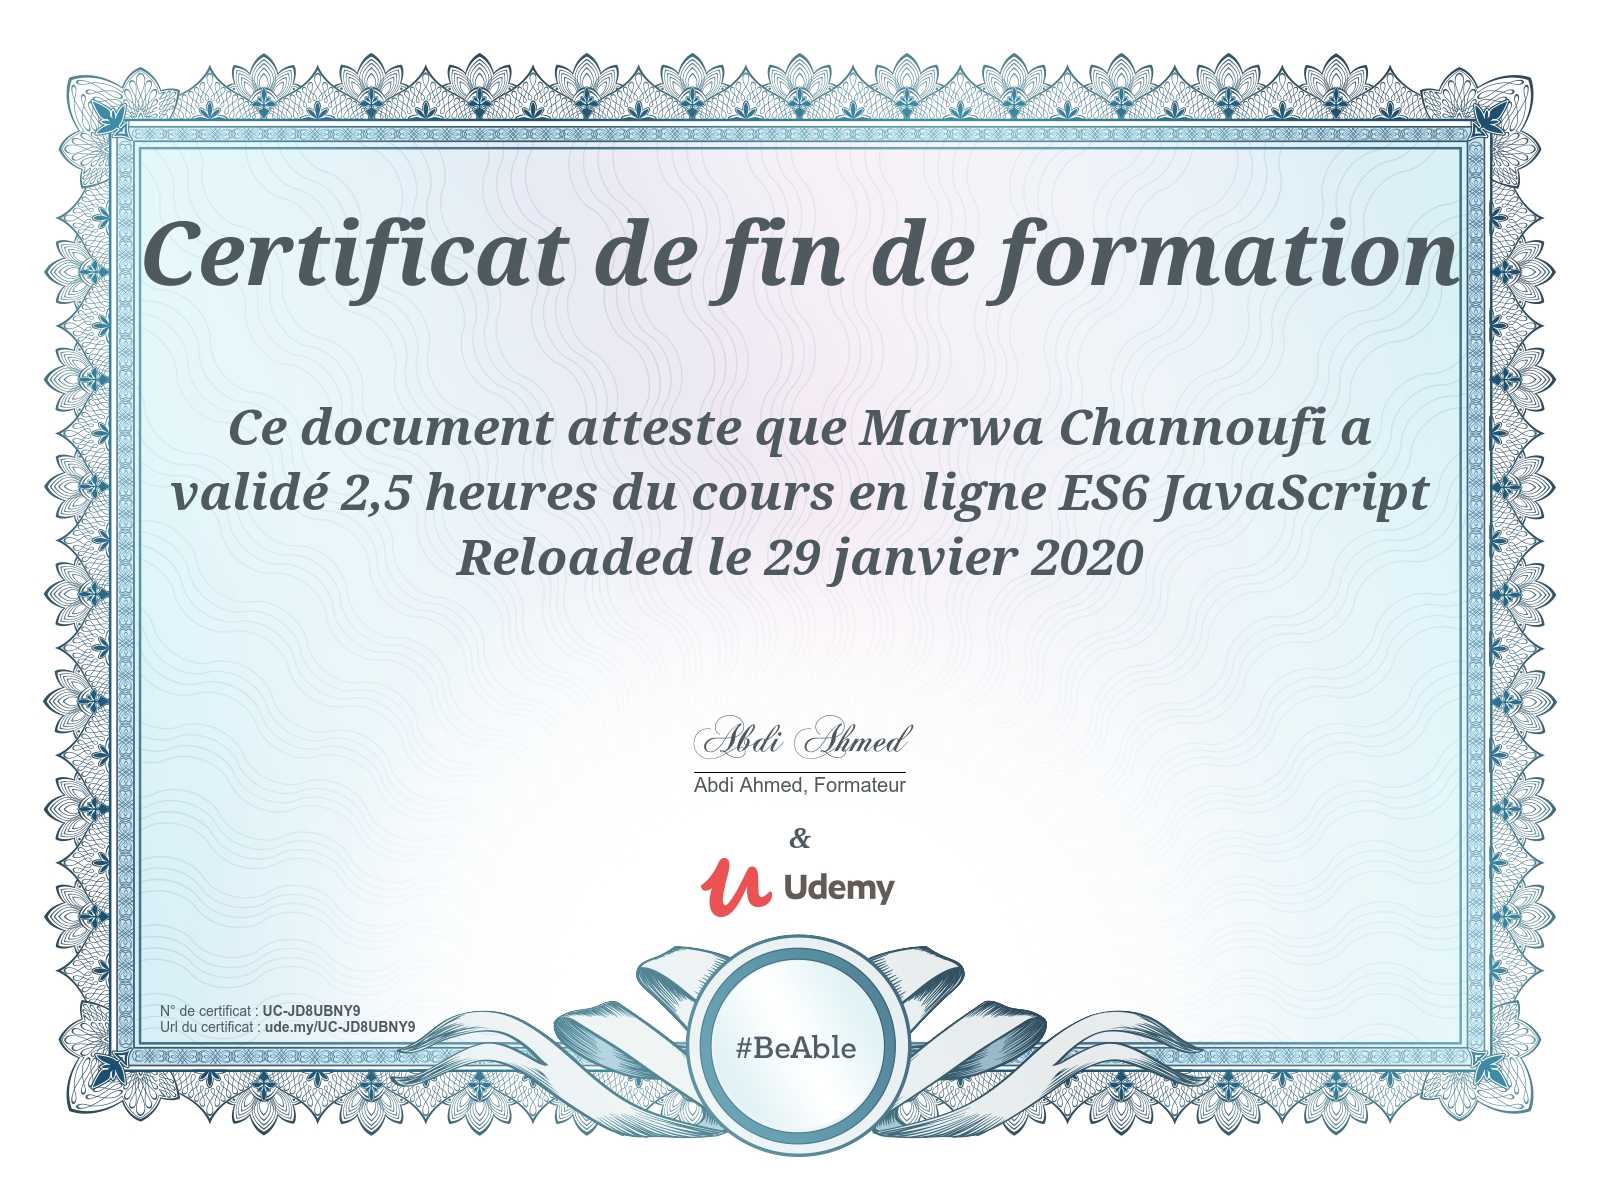 Certificat de fin de formation
Ce document atteste que Marwa Channoufi a
validé 2,5 heures du cours en ligne ES6 JavaScript
Reloaded le 29 janvier 2020
Abdi Ahmed
Abdi Ahmed, Formateur
&
Udemy
N° de certificat : UC-JD8UBNY9
Url du certificat : ude.my/UC-JD8UBNY9
#BeAble